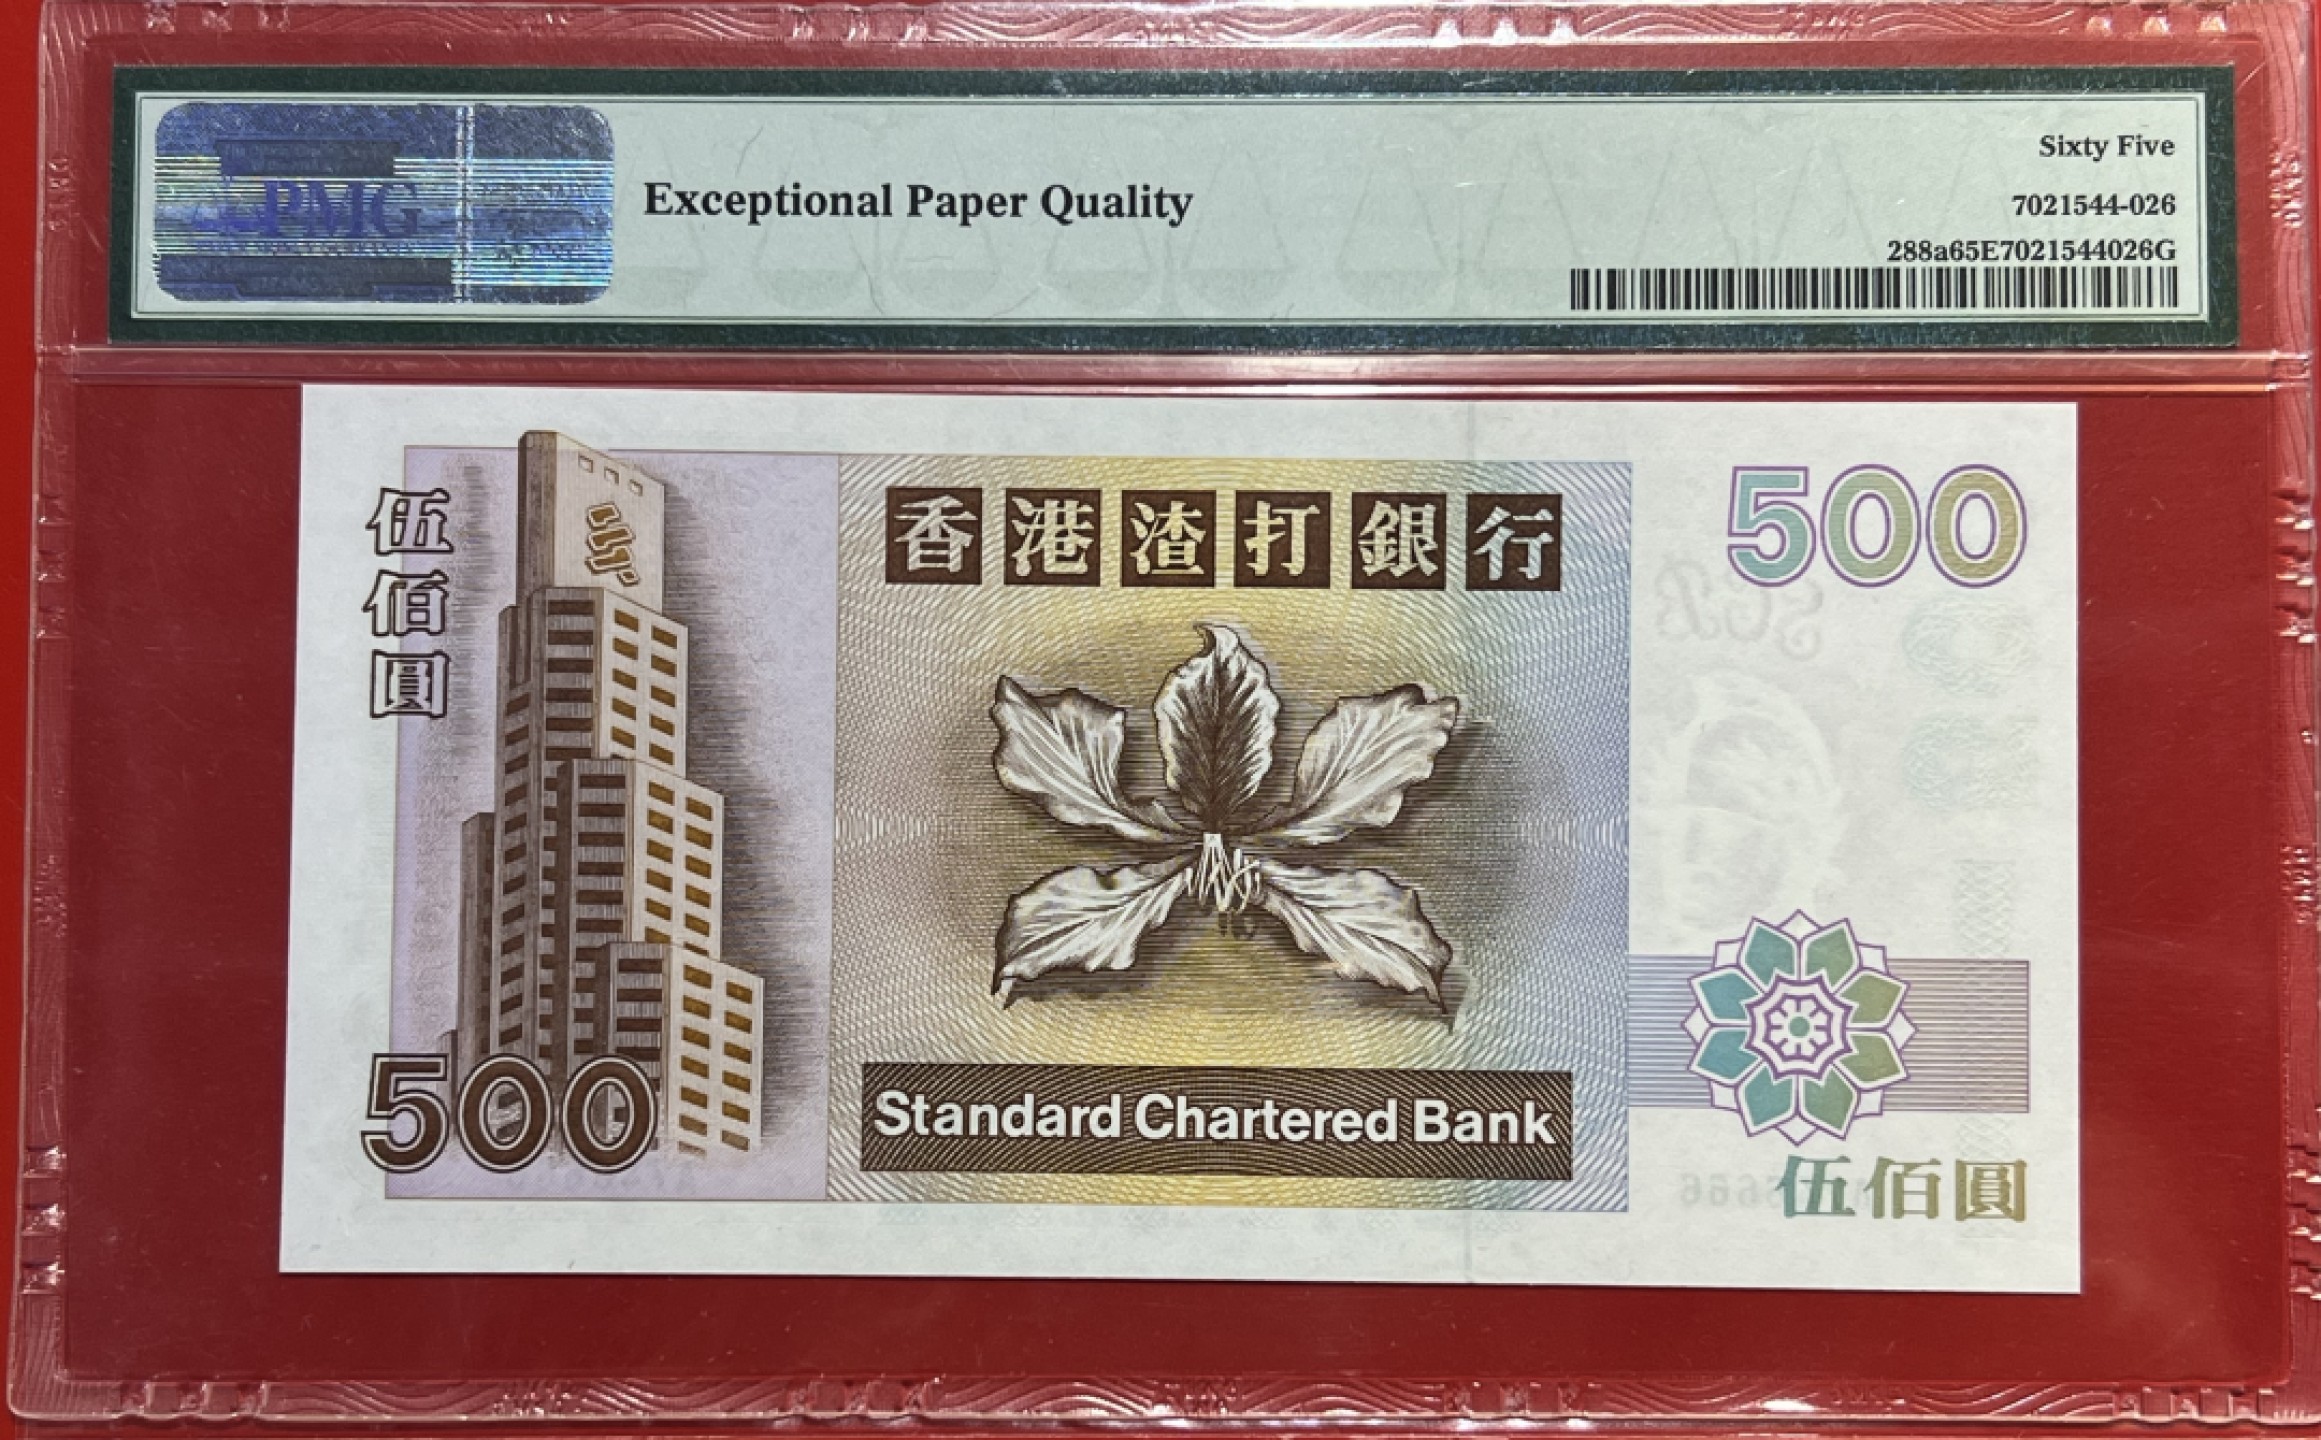 PMG
Exceptional Paper Quality
Sixty Five
7021544-026
288a65E7021544026G
伍佰圓
香港渣打銀行
500
SCB
500
Standard Chartered Bank
伍佰圓